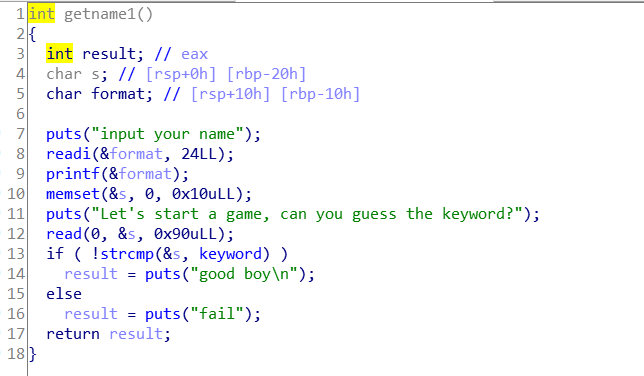 1 int getname1()
2 {
3 int result; // eax
4 char s; // [rsp+0h] [rbp-20h]
5 char format; // [rsp+10h] [rbp-10h]
6
7 puts("input your name");
8 readi(&format, 24LL);
9 printf(&format);
10 memset(&s, 0, 0x10uLL);
11 puts("Let's start a game, can you guess the keyword?");
12 read(0, &s, 0x90uLL);
13 if ( !strcmp(&s, keyword) )
14 result = puts("good boy\n");
15 else
16 result = puts("fail");
17 return result;
18 }